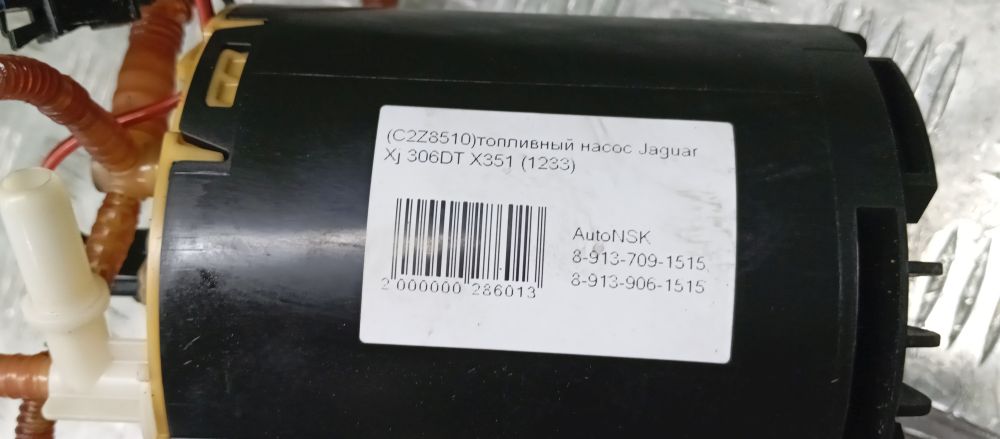 (C2Z8510)топливный насос Jaguar
Xj 306DT X351 (1233)
AutoNSK
8-913-709-1515
8-913-906-1515
2 000000 286013